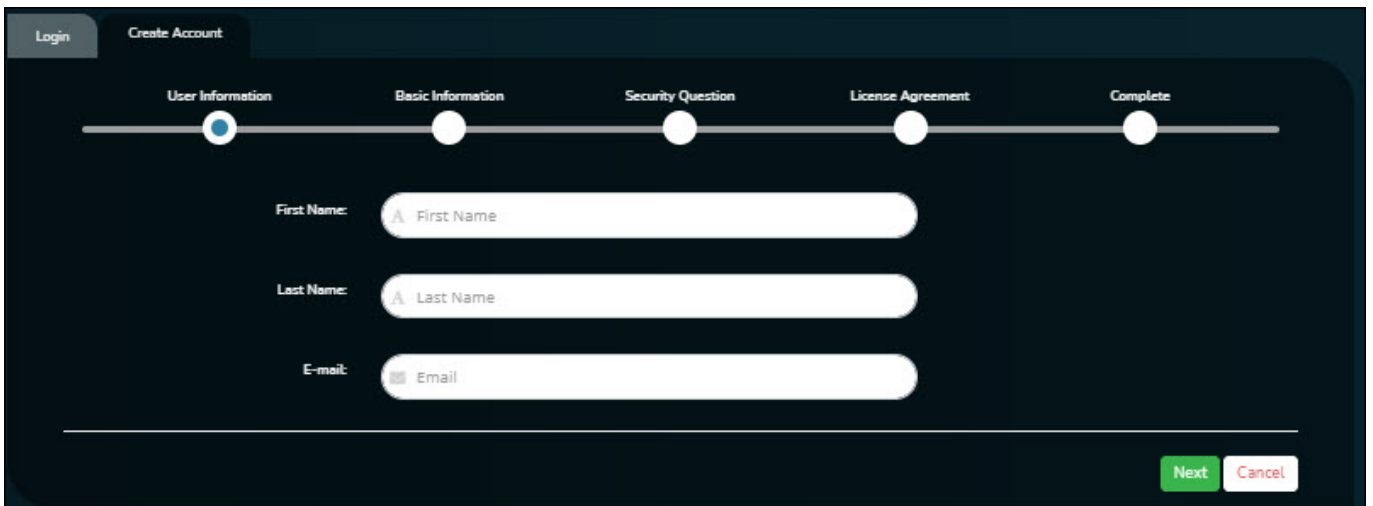 Login Create Account
User Information Basic Information Security Question License Agreement Complete
First Name: A First Name
Last Name: A Last Name
E-mail: Email
Next Cancel